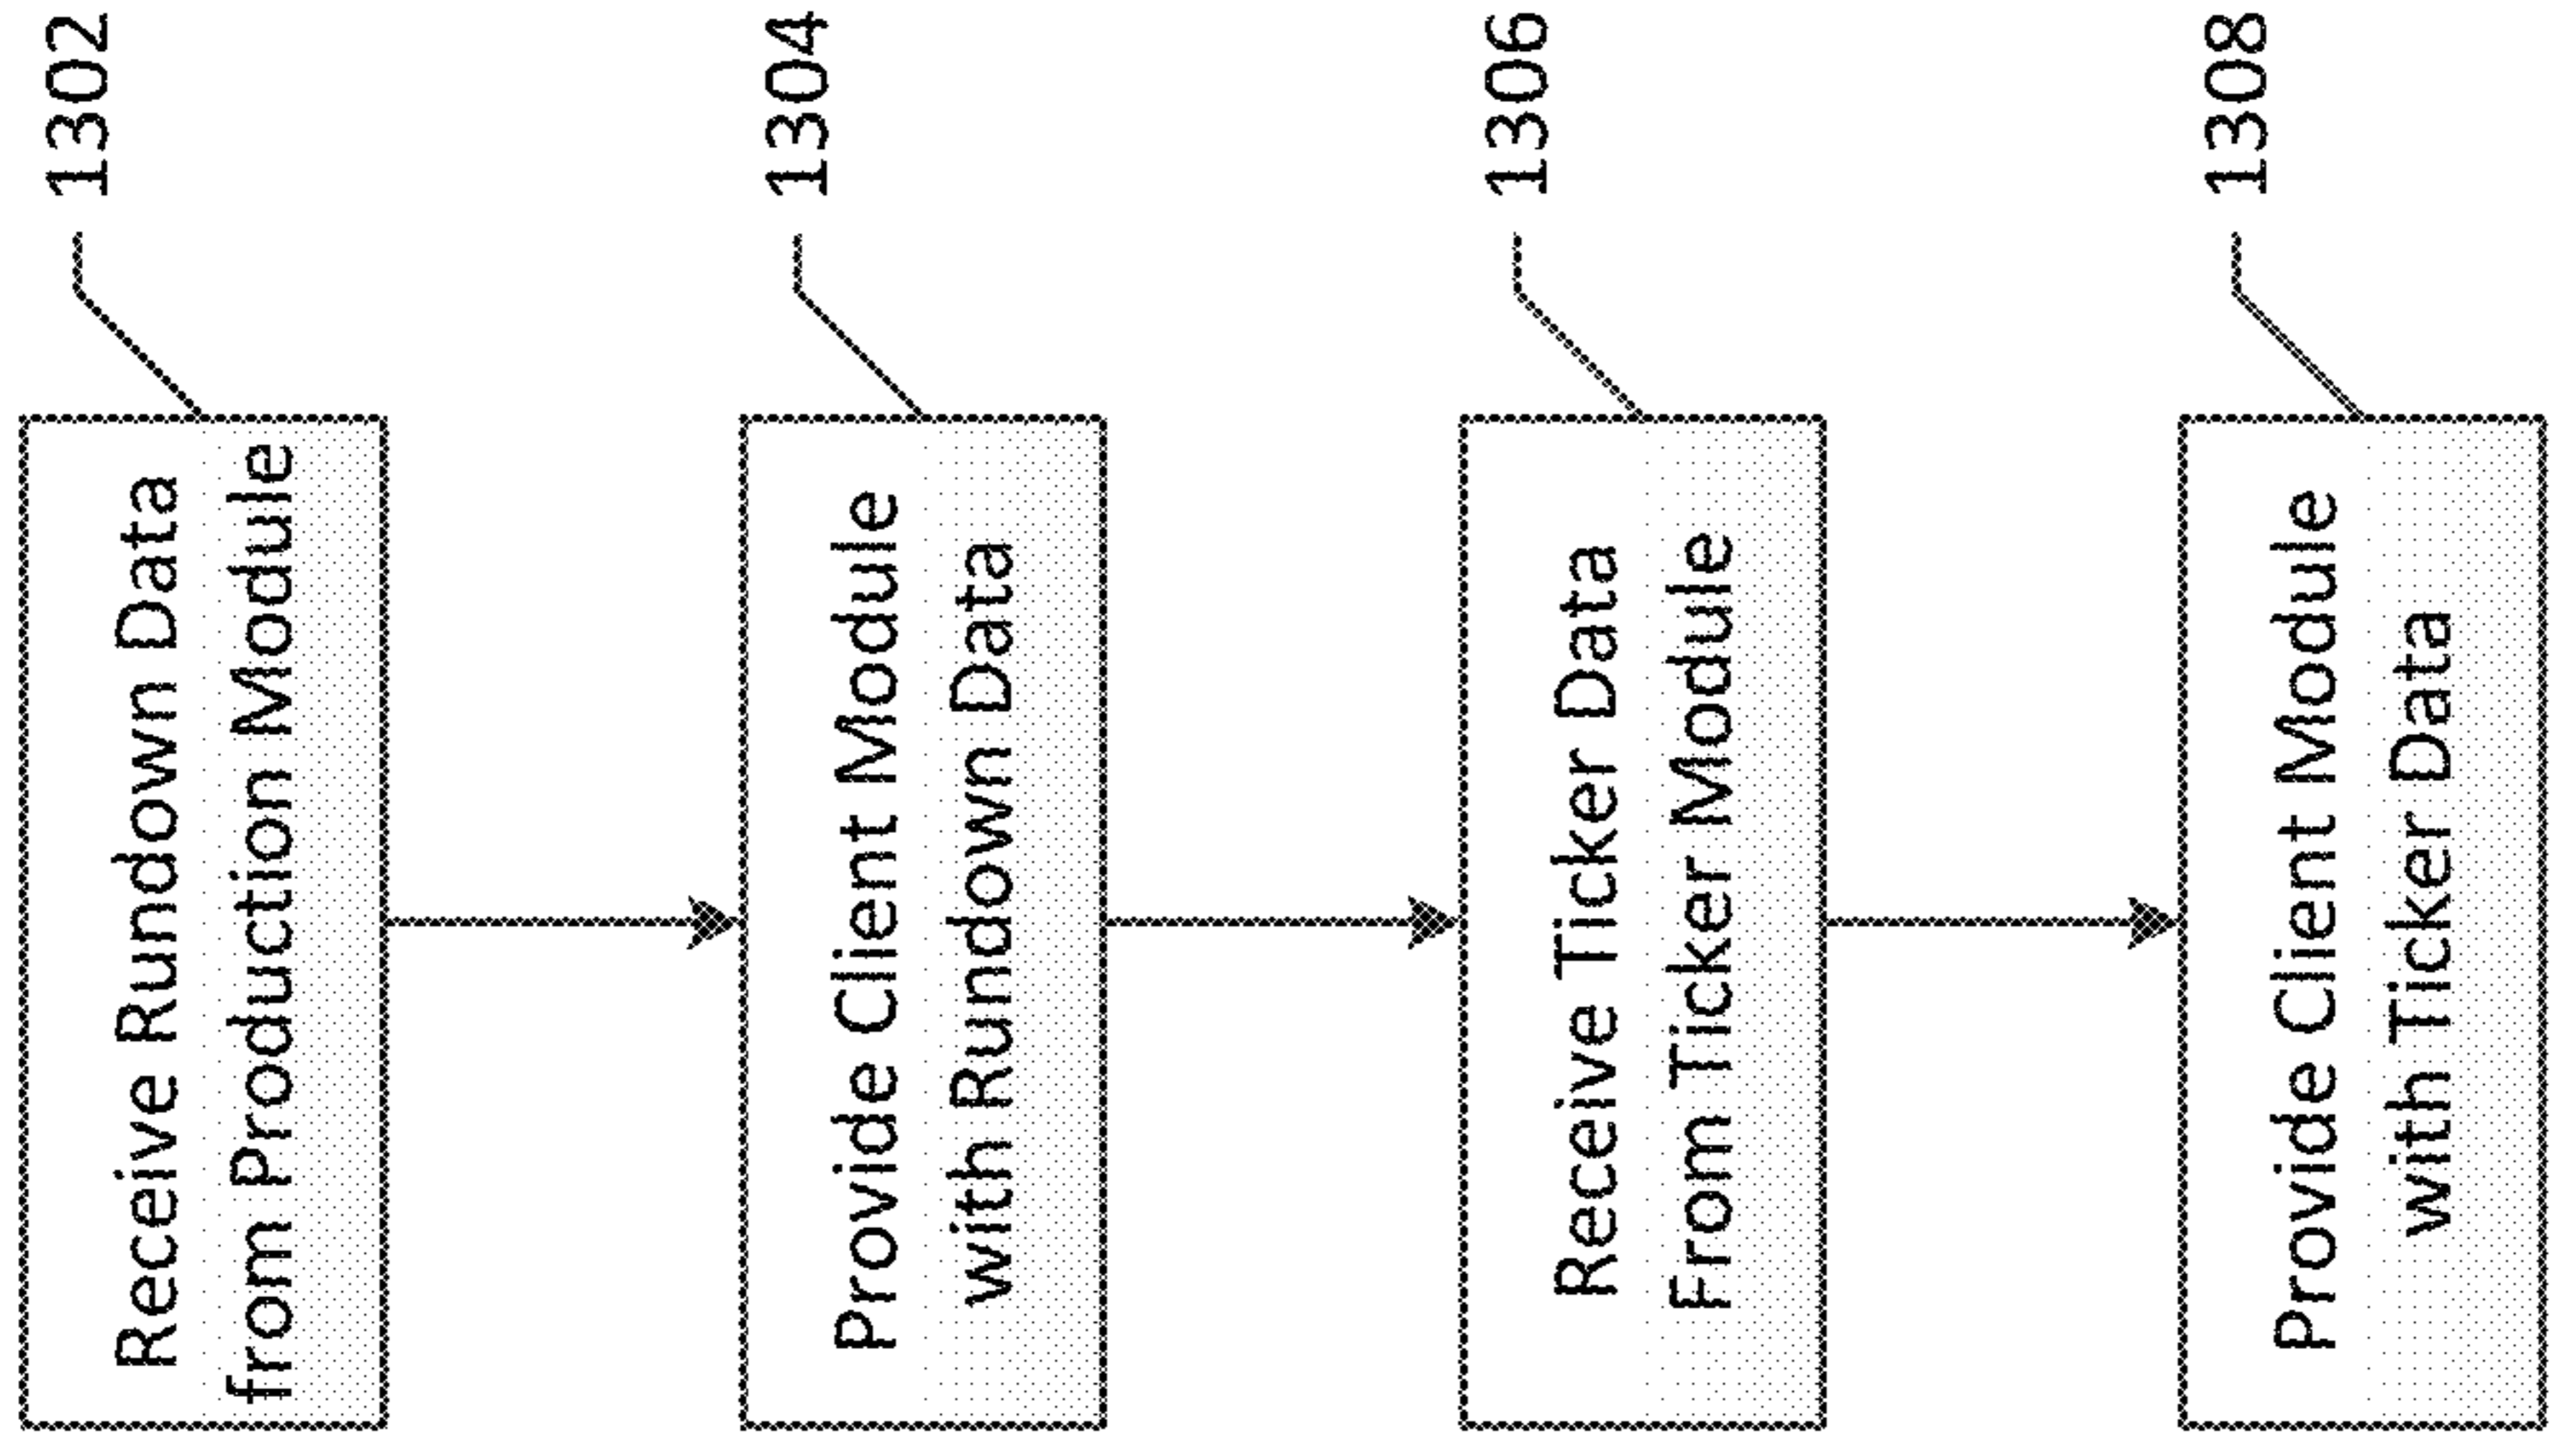 Receive Rundown Data
from Production Module
1302
Provide Client Module
with Rundown Data
1304
Receive Ticker Data
From Ticker Module
1306
Provide Client Module
with Ticker Data
1308